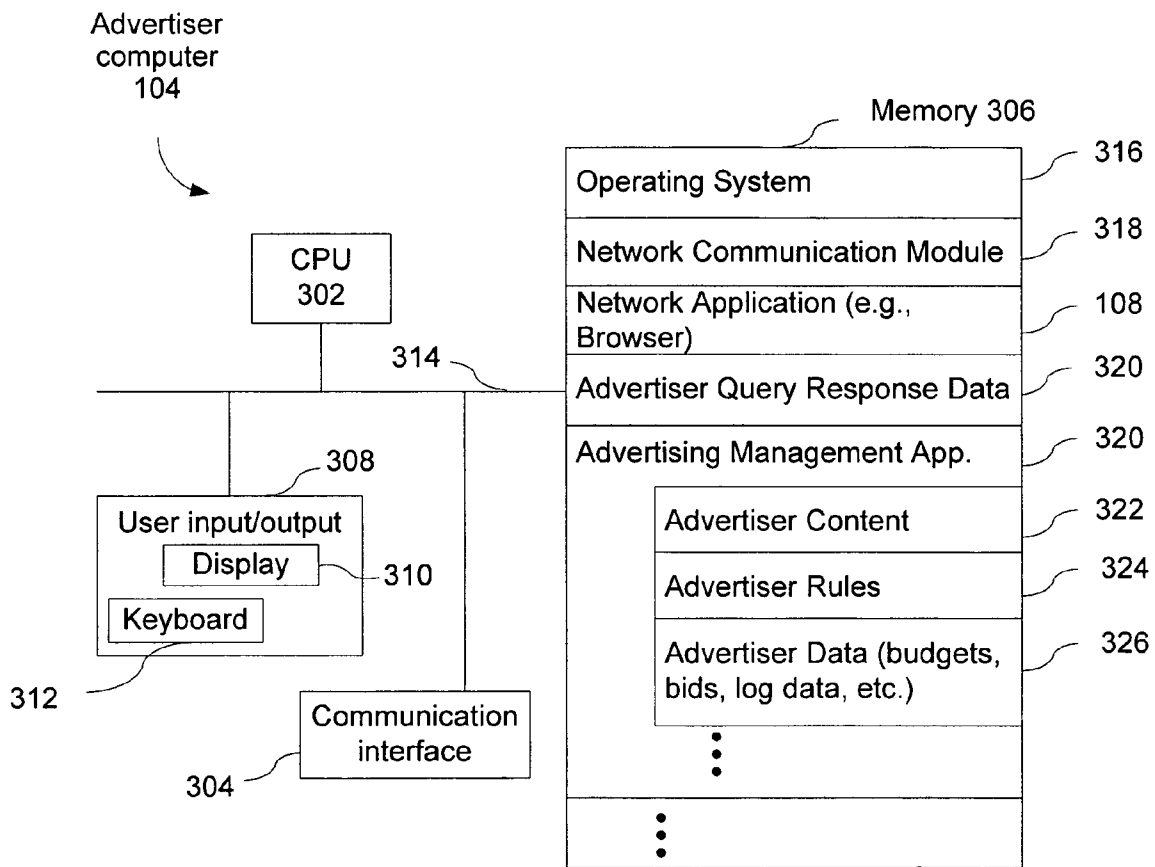 Advertiser
computer
104
Memory 306
316
Operating System
318
Network Communication Module
CPU
302
Network Application (e.g.,
Browser)
108
314
Advertiser Query Response Data
320
Advertising Management App.
320
308
User input/output
Display
310
Keyboard
312
Advertiser Content
322
Advertiser Rules
324
Advertiser Data (budgets,
bids, log data, etc.)
326
Communication
interface
304